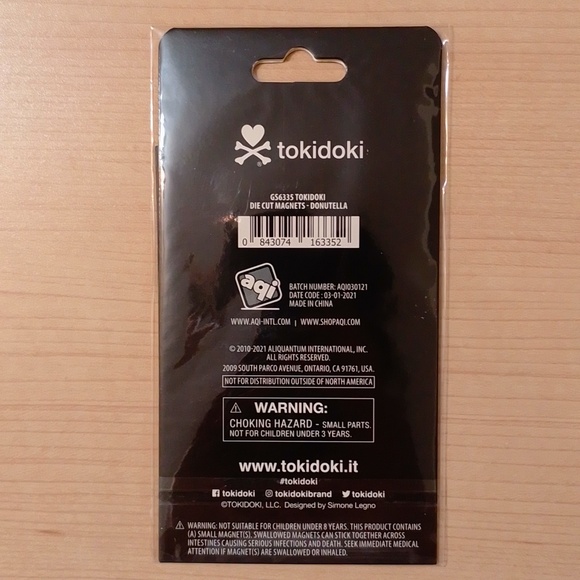 tokidoki
GS6335 TOKIDOKI
DIE CUT MAGNETS - DONUTELLA
0 843074 163352
aqi
BATCH NUMBER: AQI030121
DATE CODE : 03-01-2021
MADE IN CHINA
WWW.AQI-INTL.COM | WWW.SHOPAQI.COM
© 2010-2021 ALIQUANTUM INTERNATIONAL, INC.
ALL RIGHTS RESERVED.
2009 SOUTH PARCO AVENUE, ONTARIO, CA 91761, USA.
NOT FOR DISTRIBUTION OUTSIDE OF NORTH AMERICA
WARNING:
CHOKING HAZARD - SMALL PARTS.
NOT FOR CHILDREN UNDER 3 YEARS.
www.tokidoki.it
#tokidoki
tokidoki tokidokibrand tokidoki
©TOKIDOKI, LLC. Designed by Simone Legno
WARNING: NOT SUITABLE FOR CHILDREN UNDER 8 YEARS. THIS PRODUCT CONTAINS
(A) SMALL MAGNET(S). SWALLOWED MAGNETS CAN STICK TOGETHER ACROSS
INTESTINES CAUSING SERIOUS INFECTIONS AND DEATH. SEEK IMMEDIATE MEDICAL
ATTENTION IF MAGNET(S) ARE SWALLOWED OR INHALED.